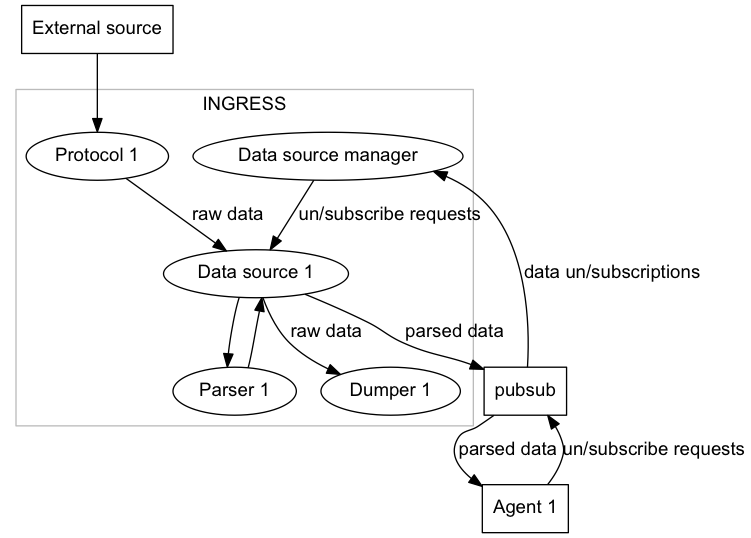 External source
INGRESS
Protocol 1
Data source manager
raw data
un/subscribe requests
Data source 1
data un/subscriptions
raw data
parsed data
Parser 1
Dumper 1
pubsub
parsed data
un/subscribe requests
Agent 1